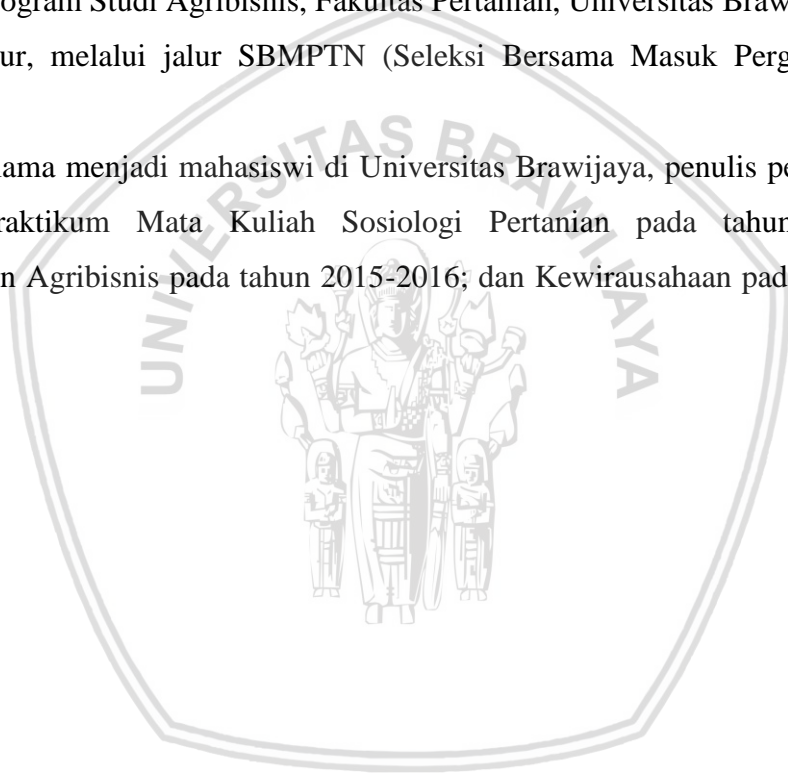 ogram Studi Agribisnis, Fakultas Pertanian, Universitas Braw
ur, melalui jalur SBMPTN (Seleksi Bersama Masuk Perg
lama menjadi mahasiswi di Universitas Brawijaya, penulis pe
raktikum Mata Kuliah Sosiologi Pertanian pada tahun
n Agribisnis pada tahun 2015-2016; dan Kewirausahaan pad
UNIVERSITAS BRAWIJAYA